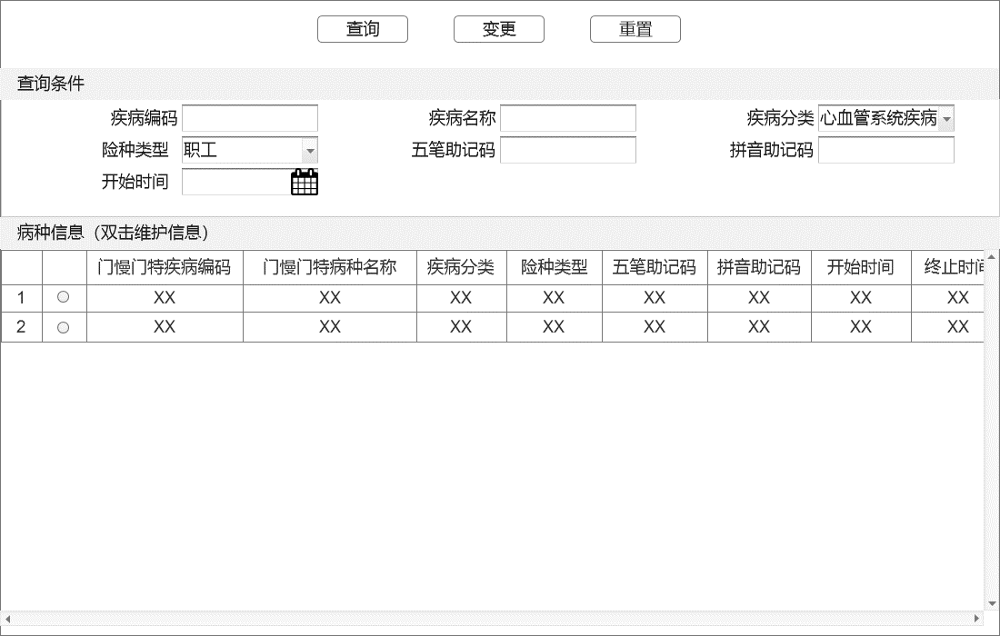 查询 变更 重置
查询条件
疾病编码 疾病名称 疾病分类 心血管系统疾病
险种类型 职工 五笔助记码 拼音助记码
开始时间
病种信息（双击维护信息）
门慢门特疾病编码 门慢门特病种名称 疾病分类 险种类型 五笔助记码 拼音助记码 开始时间 终止时间
1 XX XX XX XX XX XX XX XX
2 XX XX XX XX XX XX XX XX